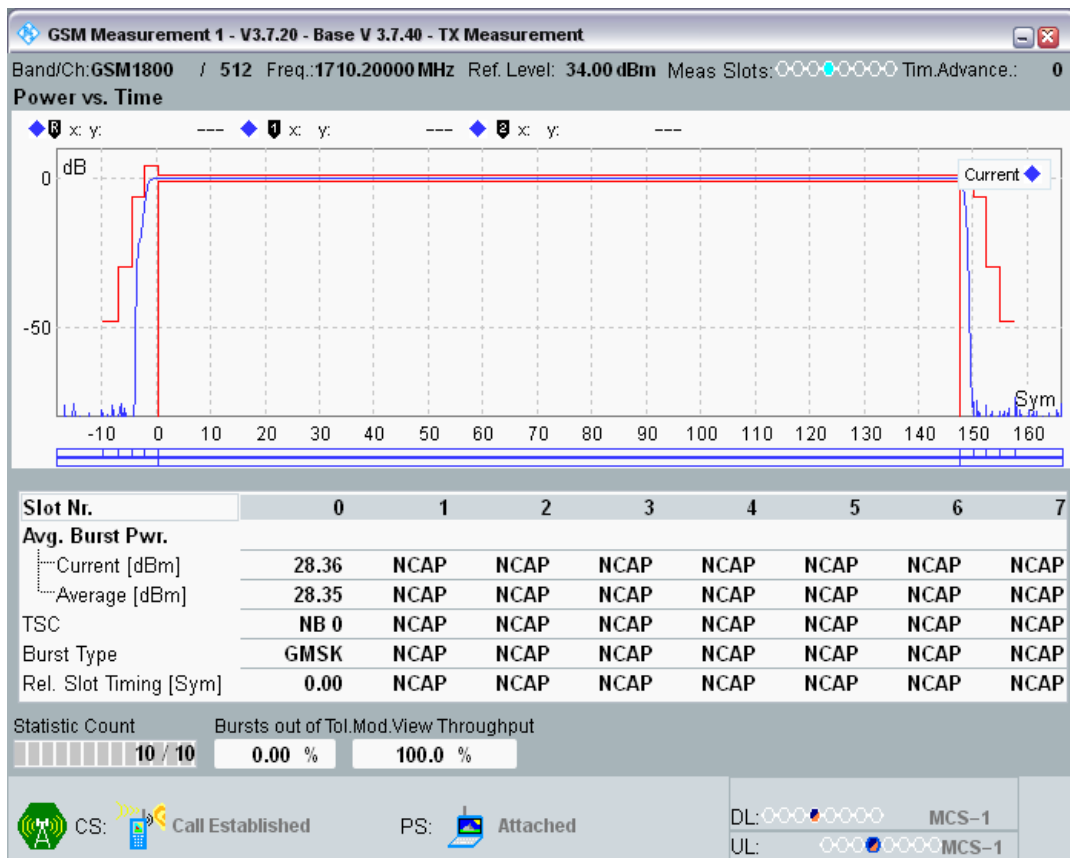 GSM Measurement 1 - V3.7.20 - Base V 3.7.40 - TX Measurement
Band/Ch:GSM1800 / 512 Freq.:1710.20000 MHz Ref. Level: 34.00 dBm Meas Slots: Tim.Advance.: 0
Power vs. Time
R x: y: --- 1 x: y: --- 2 x: y: ---
dB
Current
0
-50
Sym
-10 0 10 20 30 40 50 60 70 80 90 100 110 120 130 140 150 160
Slot Nr. 0 1 2 3 4 5 6 7
Avg. Burst Pwr.
Current [dBm] 28.36 NCAP NCAP NCAP NCAP NCAP NCAP NCAP
Average [dBm] 28.35 NCAP NCAP NCAP NCAP NCAP NCAP NCAP
TSC NB 0 NCAP NCAP NCAP NCAP NCAP NCAP NCAP
Burst Type GMSK NCAP NCAP NCAP NCAP NCAP NCAP NCAP
Rel. Slot Timing [Sym] 0.00 NCAP NCAP NCAP NCAP NCAP NCAP NCAP
Statistic Count Bursts out of Tol.Mod.View Throughput
10 / 10 0.00 % 100.0 %
CS: Call Established PS: Attached
DL: MCS-1
UL: MCS-1